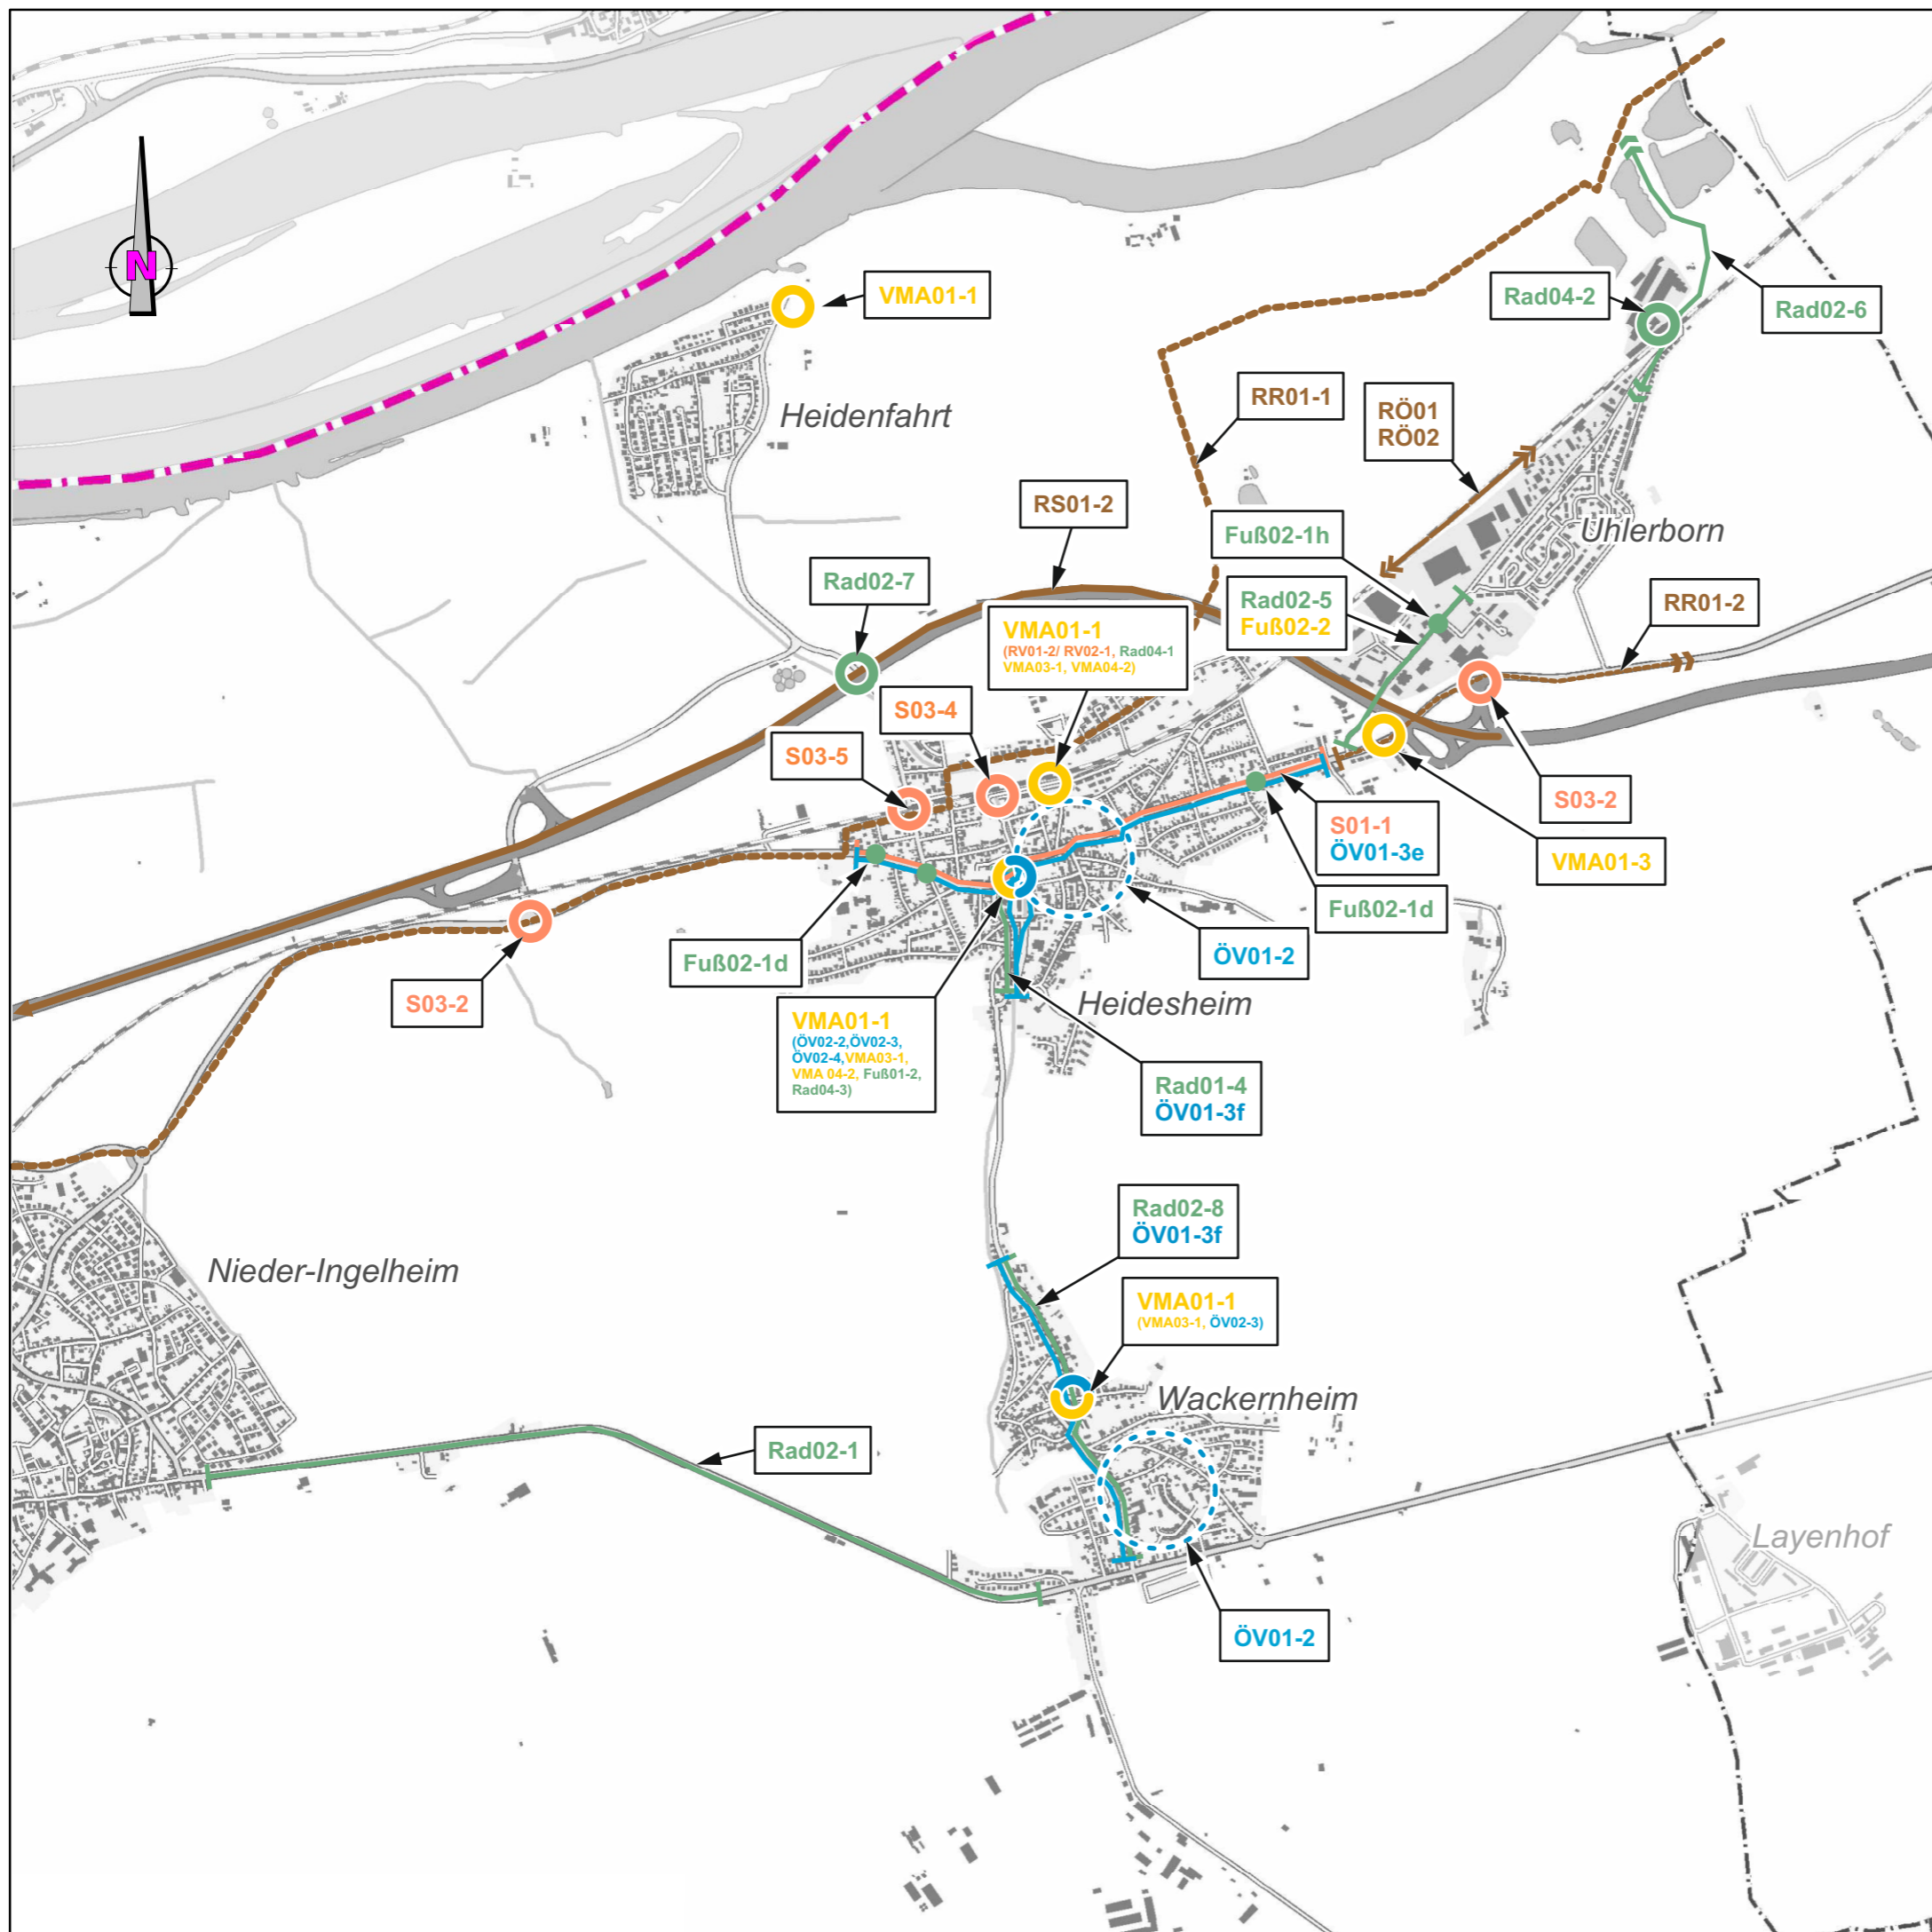 N
VMA01-1
Rad04-2
Rad02-6
Heidenfahrt
RR01-1
RÖ01
RÖ02
RS01-2
Fuß02-1h
Uhlerborn
Rad02-7
Rad02-5
Fuß02-2
RR01-2
VMA01-1
(RV01-2/ RV02-1, Rad04-1
VMA03-1, VMA04-2)
S03-4
S03-5
S03-2
S01-1
ÖV01-3e
VMA01-3
Fuß02-1d
Fuß02-1d
ÖV01-2
S03-2
Heidesheim
VMA01-1
(ÖV02-2,ÖV02-3,
ÖV02-4,VMA03-1,
VMA 04-2, Fuß01-2,
Rad04-3)
Rad01-4
ÖV01-3f
Rad02-8
ÖV01-3f
Nieder-Ingelheim
VMA01-1
(VMA03-1, ÖV02-3)
Wackernheim
Rad02-1
Layenhof
ÖV01-2